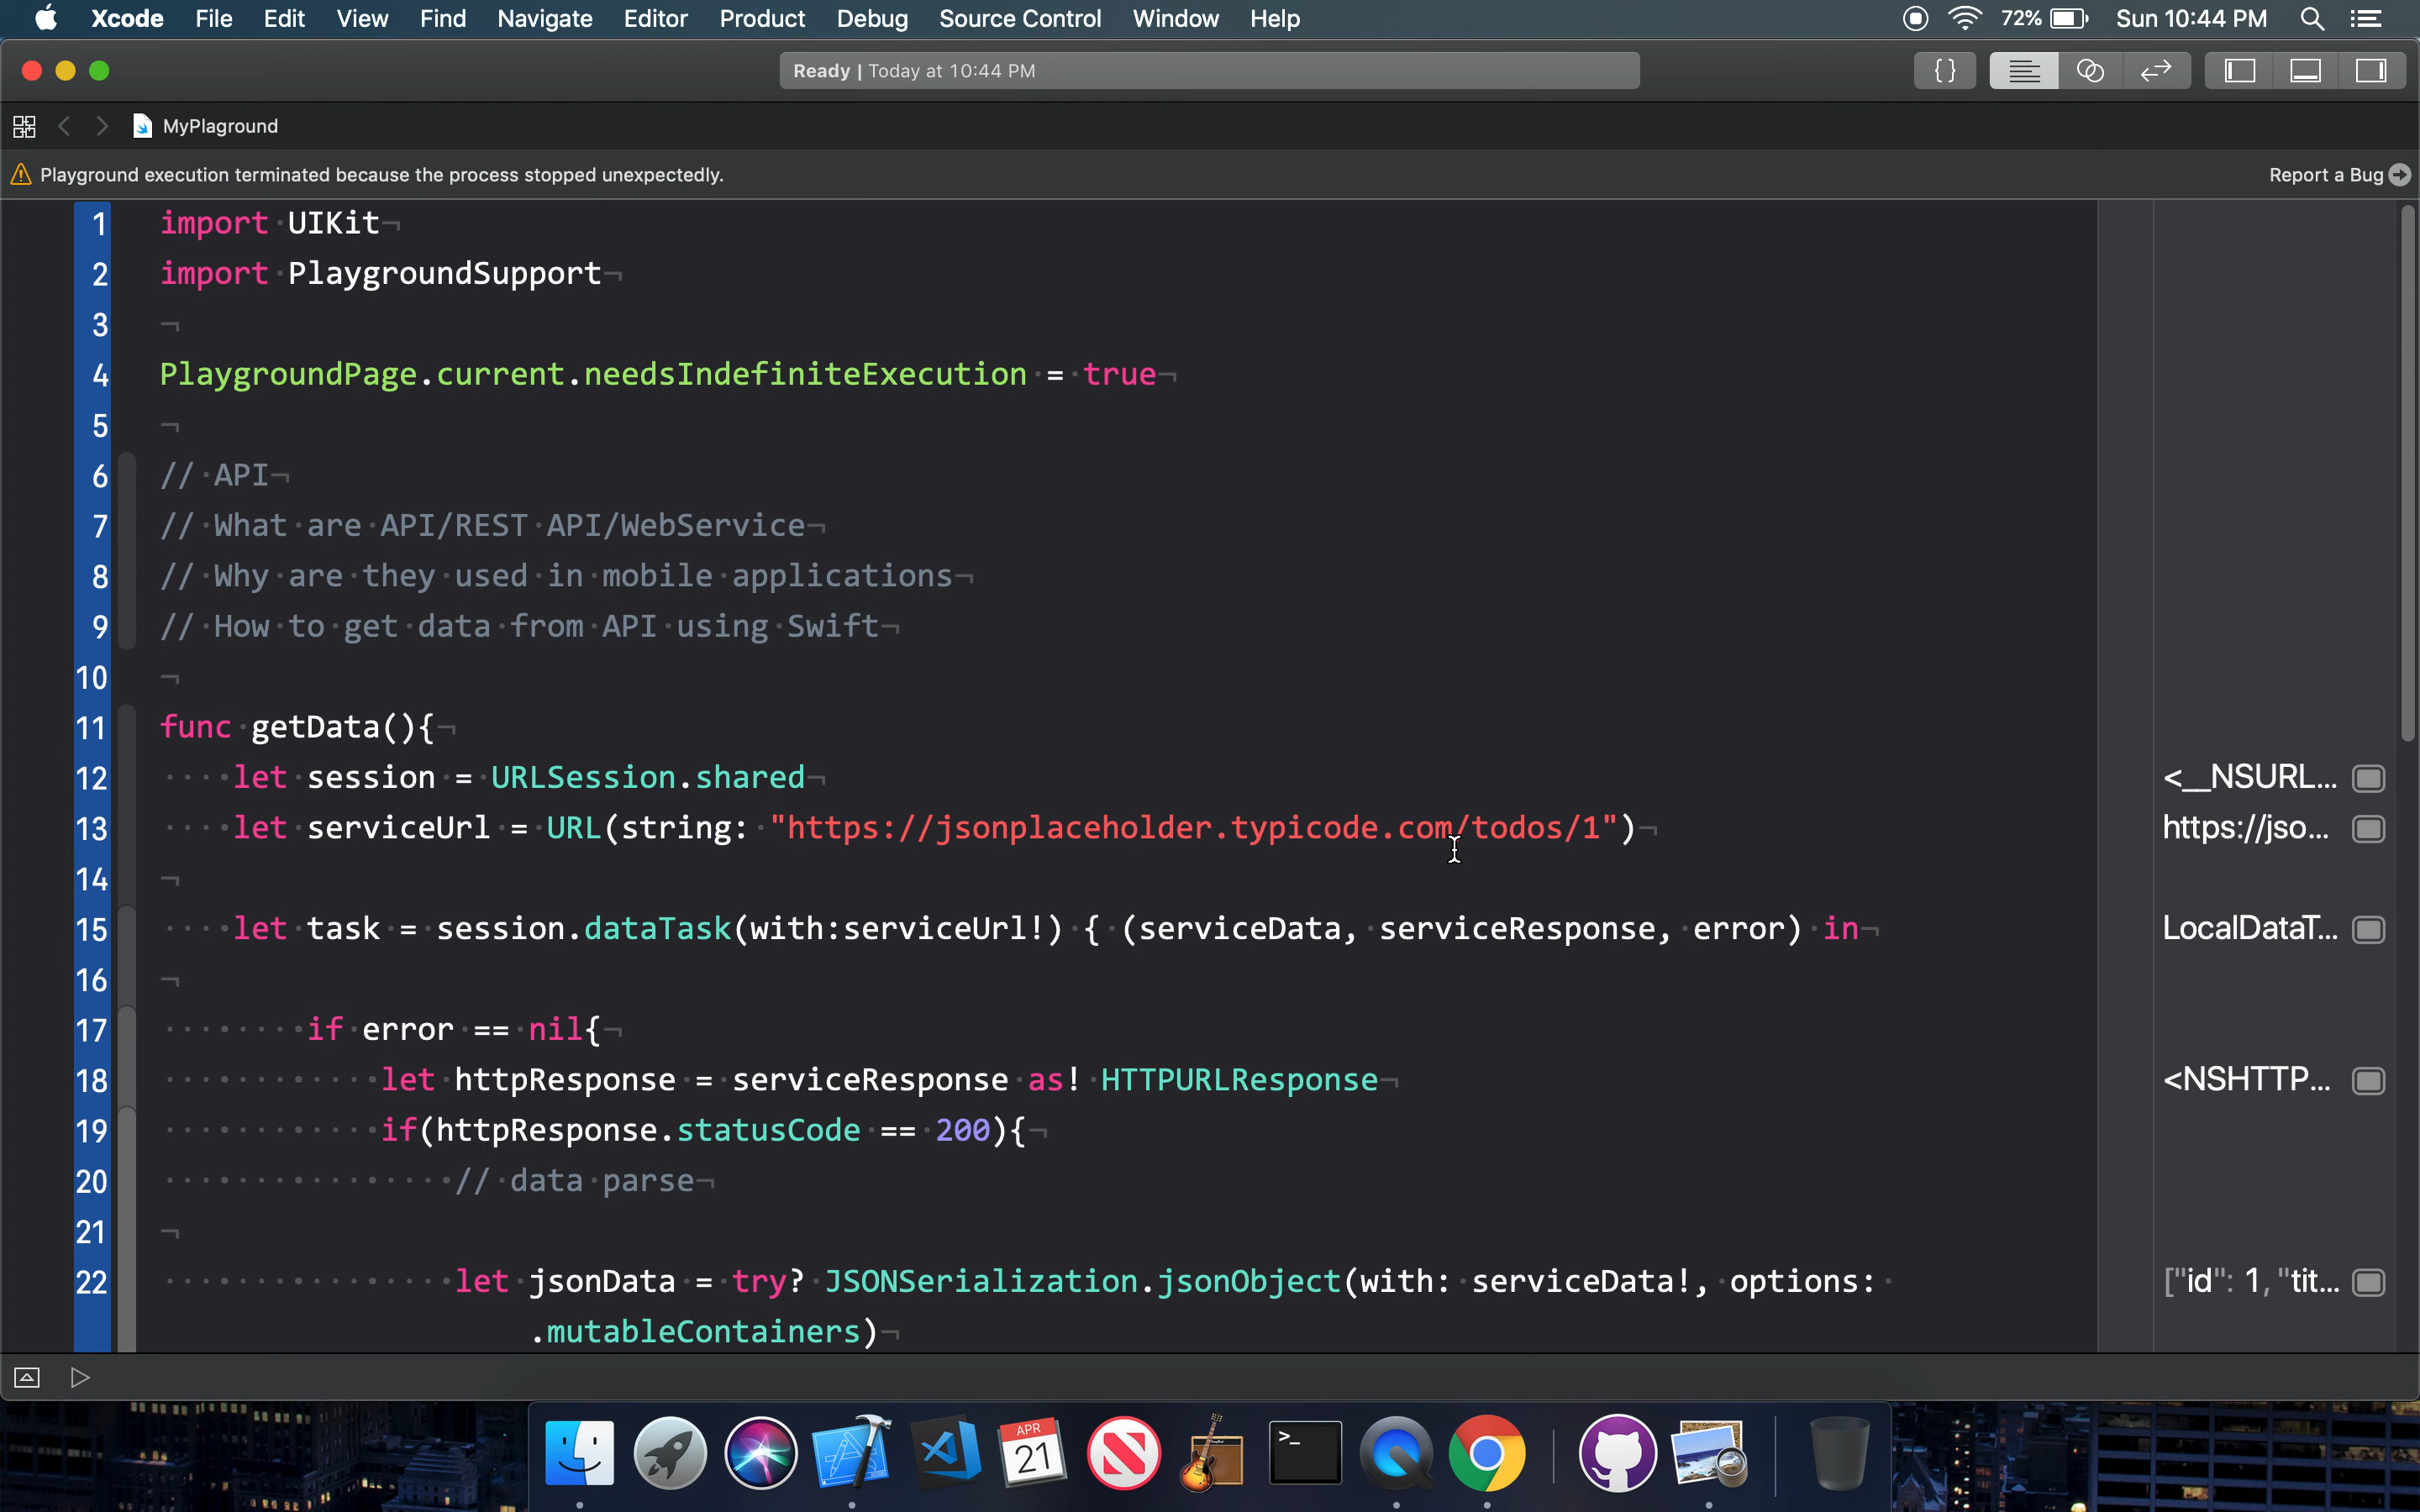 Xcode File Edit View Find Navigate Editor Product Debug Source Control Window Help 72% Sun 10:44 PM
Ready | Today at 10:44 PM {}
MyPlaground
Playground execution terminated because the process stopped unexpectedly. Report a Bug
1 import UIKit
2 import PlaygroundSupport
3
4 PlaygroundPage.current.needsIndefiniteExecution = true
5
6 // API
7 // What are API/REST API/WebService
8 // Why are they used in mobile applications
9 // How to get data from API using Swift
10
11 func getData(){
12 let session = URLSession.shared <__NSURL...
13 let serviceUrl = URL(string: "https://jsonplaceholder.typicode.com/todos/1") https://jso...
14
15 let task = session.dataTask(with:serviceUrl!) { (serviceData, serviceResponse, error) in LocalDataT...
16
17 if error == nil{
18 let httpResponse = serviceResponse as! HTTPURLResponse <NSHTTP...
19 if(httpResponse.statusCode == 200){
20 // data parse
21
22 let jsonData = try? JSONSerialization.jsonObject(with: serviceData!, options: ["id": 1, "tit...
.mutableContainers)
APR
21
>_